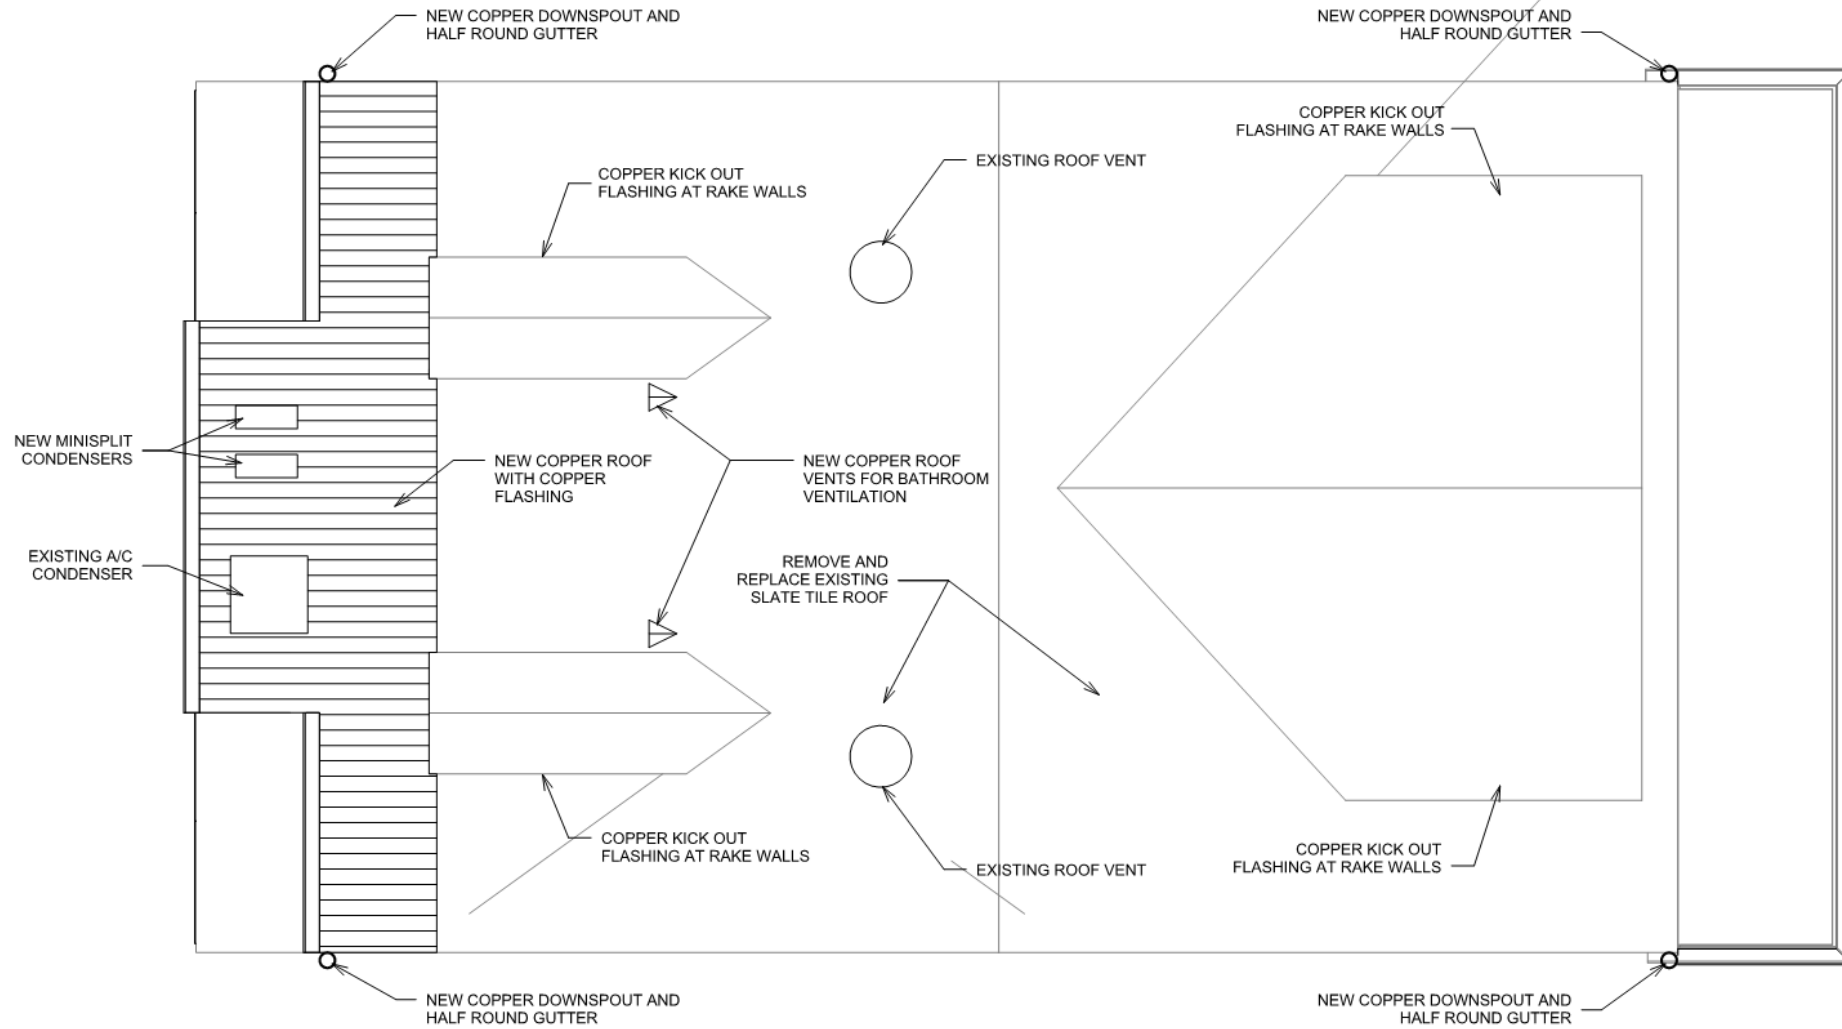 NEW COPPER DOWNSPOUT AND
HALF ROUND GUTTER
NEW COPPER DOWNSPOUT AND
HALF ROUND GUTTER
COPPER KICK OUT
FLASHING AT RAKE WALLS
EXISTING ROOF VENT
COPPER KICK OUT
FLASHING AT RAKE WALLS
NEW MINISPLIT
CONDENSERS
NEW COPPER ROOF
WITH COPPER
FLASHING
NEW COPPER ROOF
VENTS FOR BATHROOM
VENTILATION
EXISTING A/C
CONDENSER
REMOVE AND
REPLACE EXISTING
SLATE TILE ROOF
COPPER KICK OUT
FLASHING AT RAKE WALLS
EXISTING ROOF VENT
COPPER KICK OUT
FLASHING AT RAKE WALLS
NEW COPPER DOWNSPOUT AND
HALF ROUND GUTTER
NEW COPPER DOWNSPOUT AND
HALF ROUND GUTTER